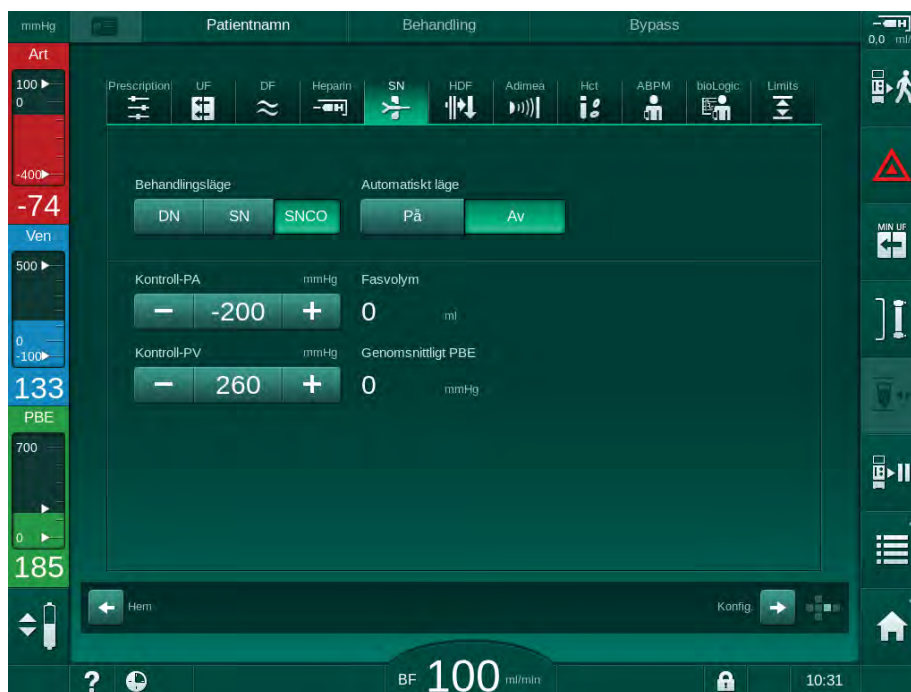 mmHg Patientnamn Behandling Bypass
0,0 ml/
Art
100
0
-400
-74
Prescription UF DF Heparin SN HDF Adimea Hct ABPM bioLogic Limits
Behandlingsläge Automatiskt läge
DN SN SNCO På Av
MIN UF
Ven
500
0
-100
133
Kontroll-PA mmHg Fasvolym
− -200 + 0 ml
Kontroll-PV mmHg Genomsnittligt PBE
− 260 + 0 mmHg
PBE
700
0
185
Hem Konfig.
? BF 100 ml/min 10:31